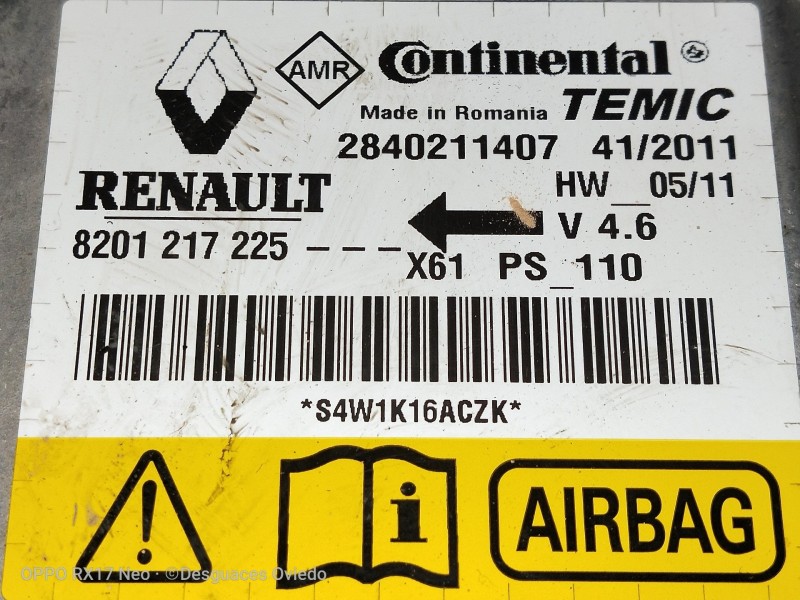 AMR Continental
Made in Romania TEMIC
2840211407 41/2011
RENAULT HW__05/11
V 4.6
8201 217 225 _ _ _ _
X61 PS_110
*S4W1K16ACZK*
i AIRBAG
OPPO RX17 Neo · ©Desguaces Oviedo